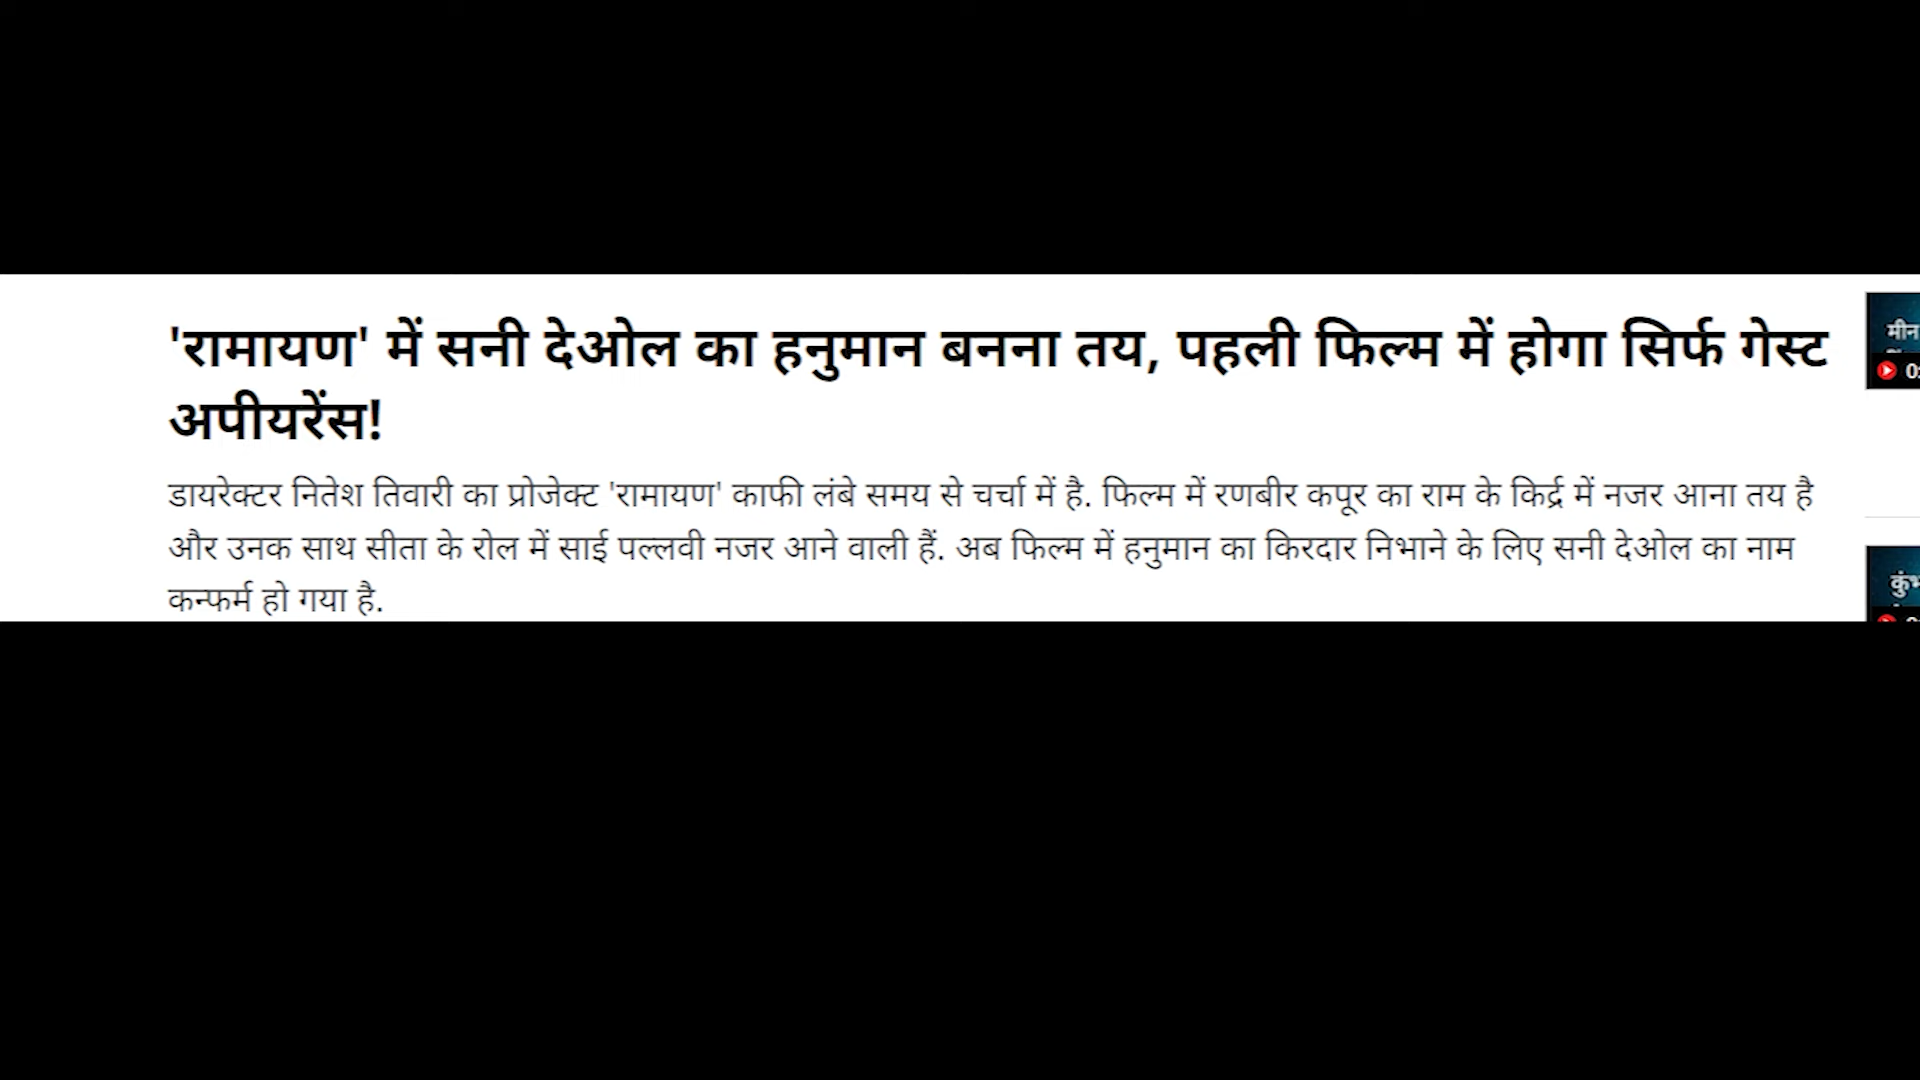 'रामायण' में सनी देओल का हनुमान बनना तय, पहली फिल्म में होगा सिर्फ गेस्ट
अपीयरेंस!
डायरेक्टर नितेश तिवारी का प्रोजेक्ट 'रामायण' काफी लंबे समय से चर्चा में है. फिल्म में रणबीर कपूर का राम के किर्द्र में नजर आना तय है
और उनक साथ सीता के रोल में साई पल्लवी नजर आने वाली हैं. अब फिल्म में हनुमान का किरदार निभाने के लिए सनी देओल का नाम
कन्फर्म हो गया है.
मीन